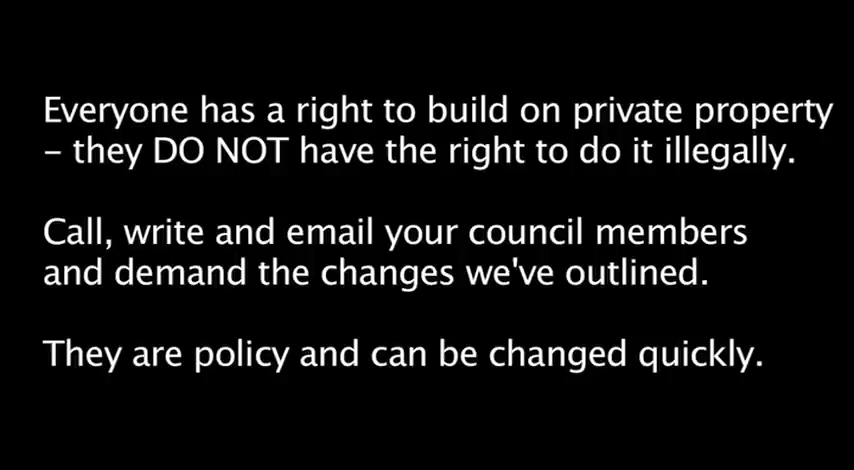 Everyone has a right to build on private property
– they DO NOT have the right to do it illegally.
Call, write and email your council members
and demand the changes we've outlined.
They are policy and can be changed quickly.